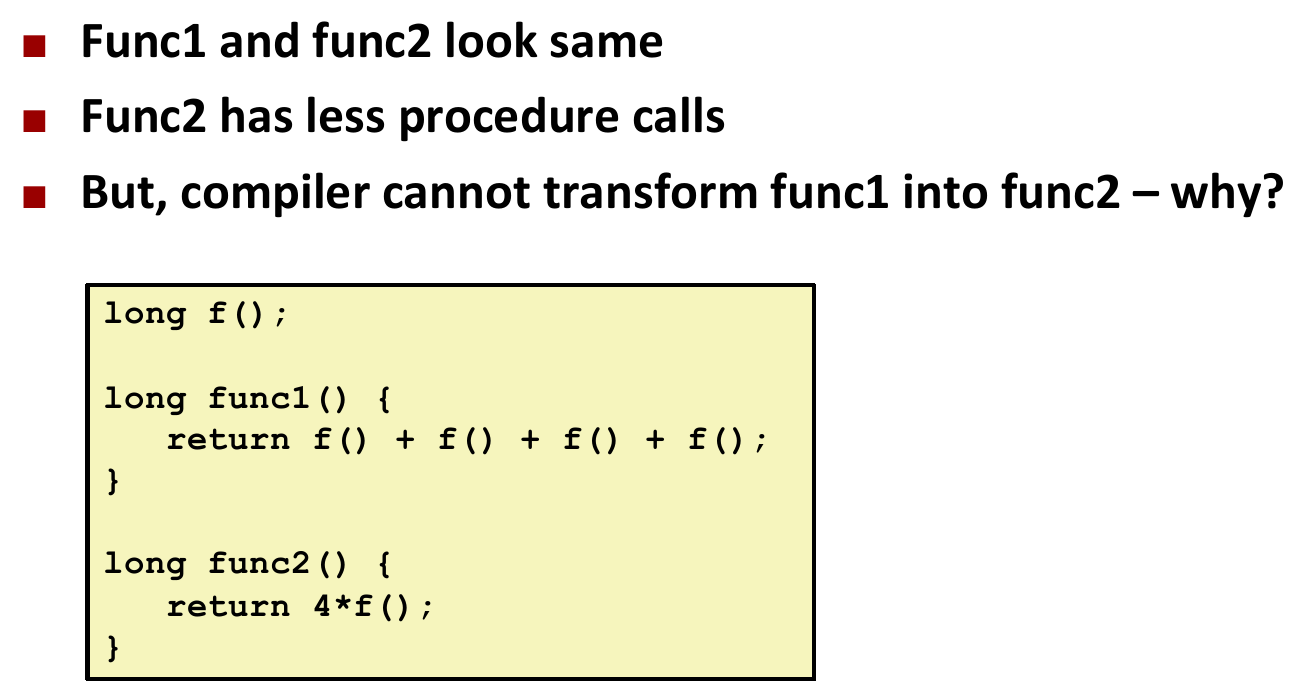 ■ Func1 and func2 look same
■ Func2 has less procedure calls
■ But, compiler cannot transform func1 into func2 – why?
long f();
long func1() {
   return f() + f() + f() + f();
}
long func2() {
   return 4*f();
}